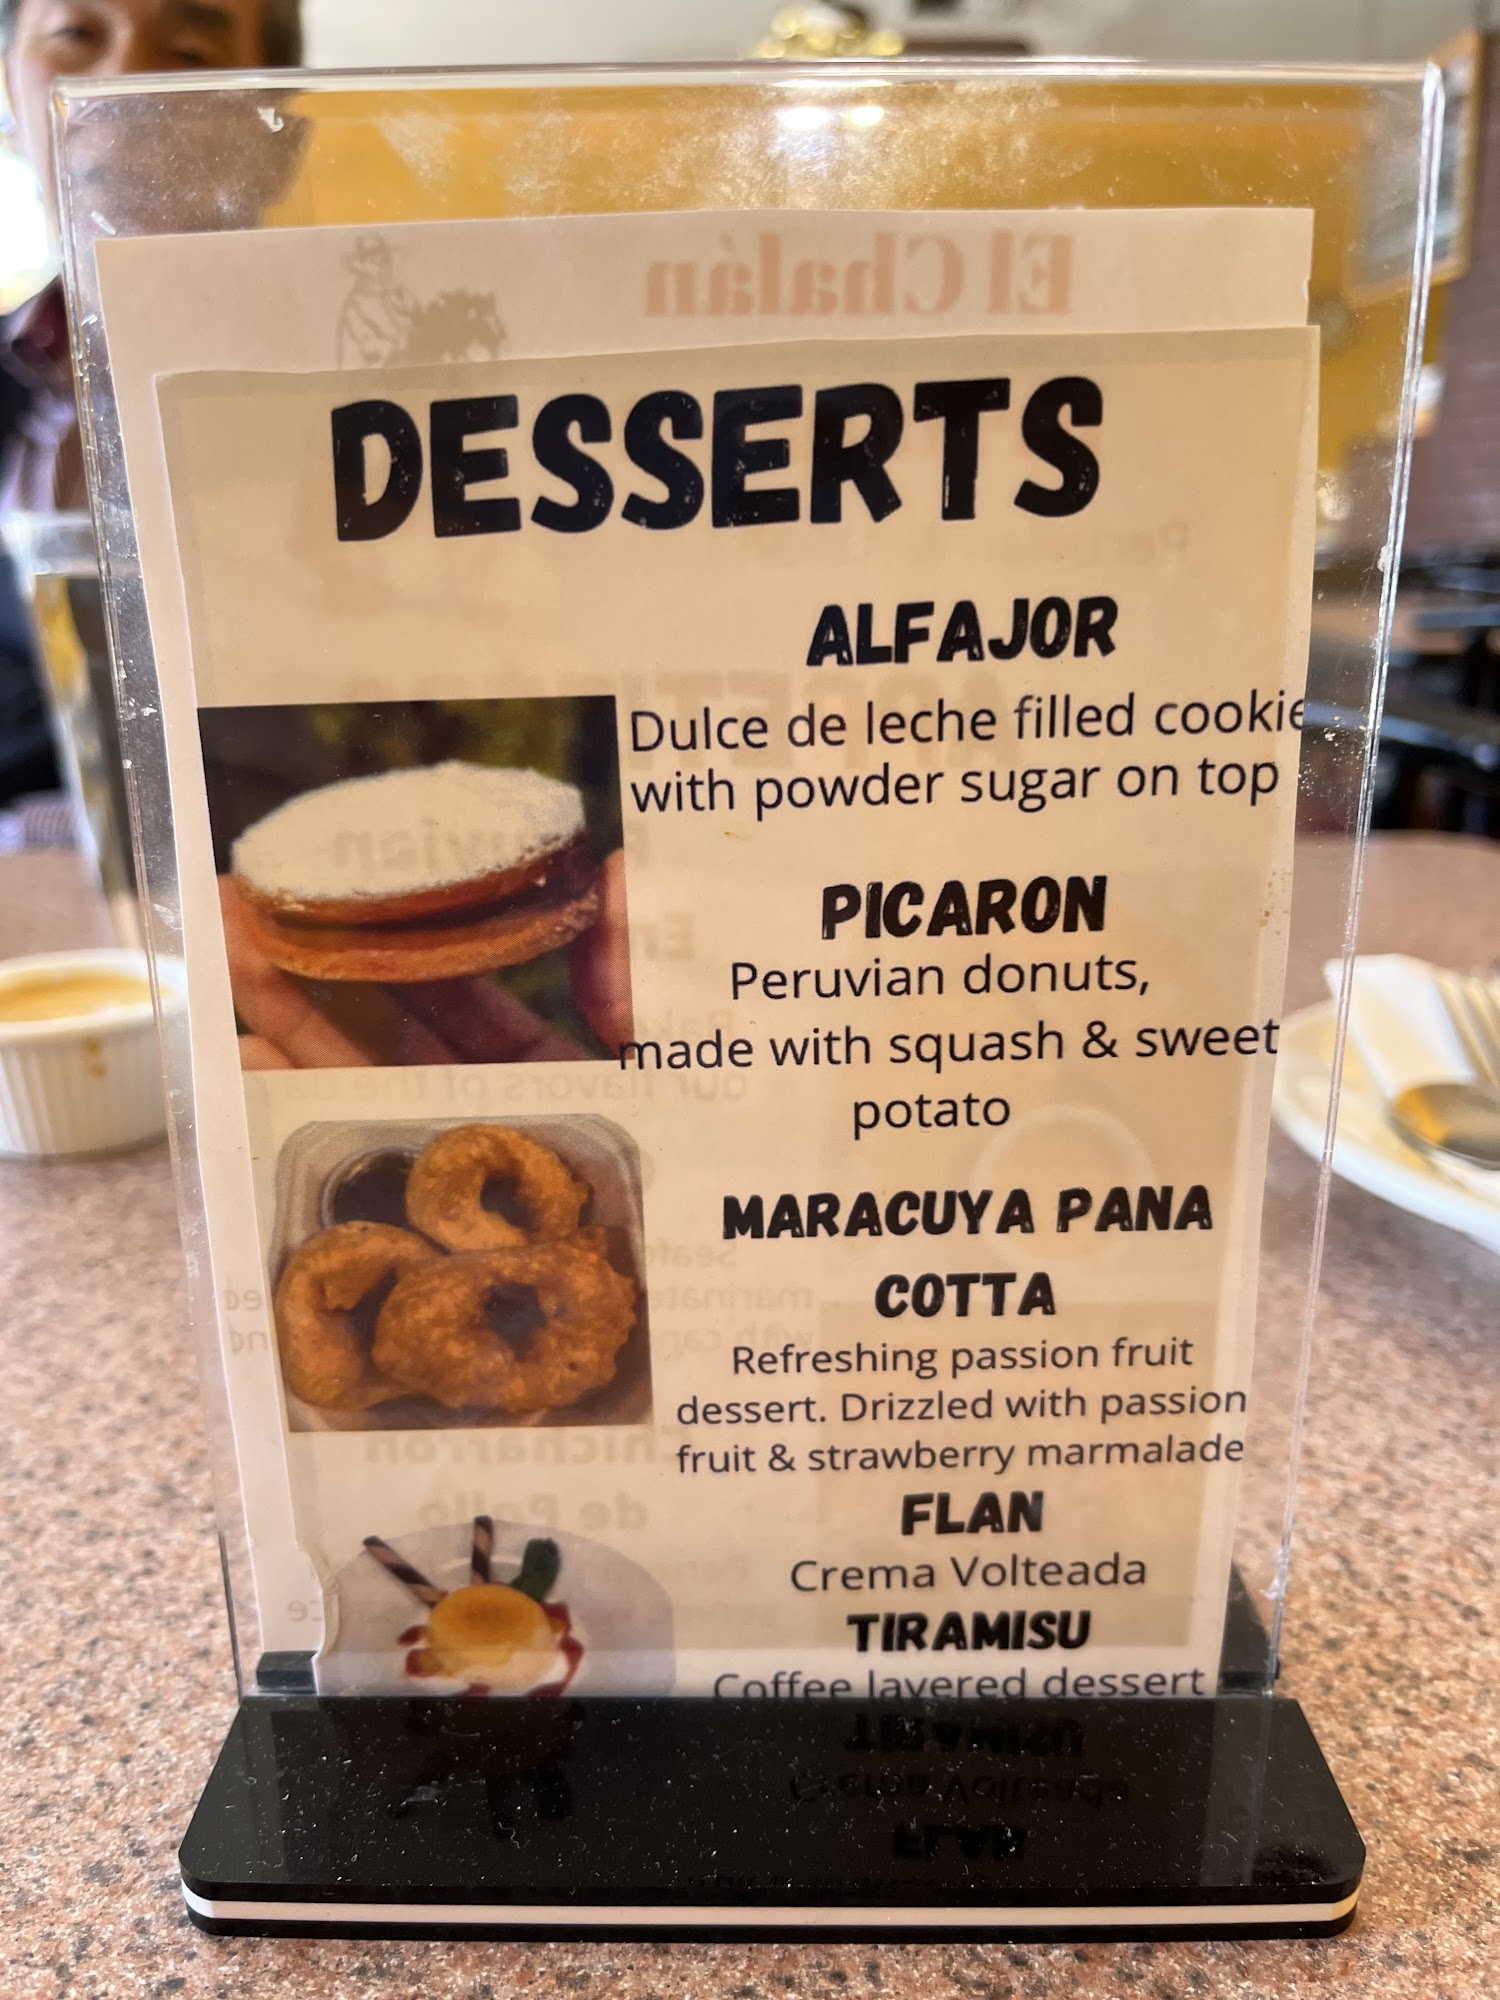 El Chalán
DESSERTS
ALFAJOR
Dulce de leche filled cookie
with powder sugar on top
PICARON
Peruvian donuts,
made with squash & sweet
potato
MARACUYA PANA
COTTA
Refreshing passion fruit
dessert. Drizzled with passion
fruit & strawberry marmalade
FLAN
Crema Volteada
TIRAMISU
Coffee layered dessert